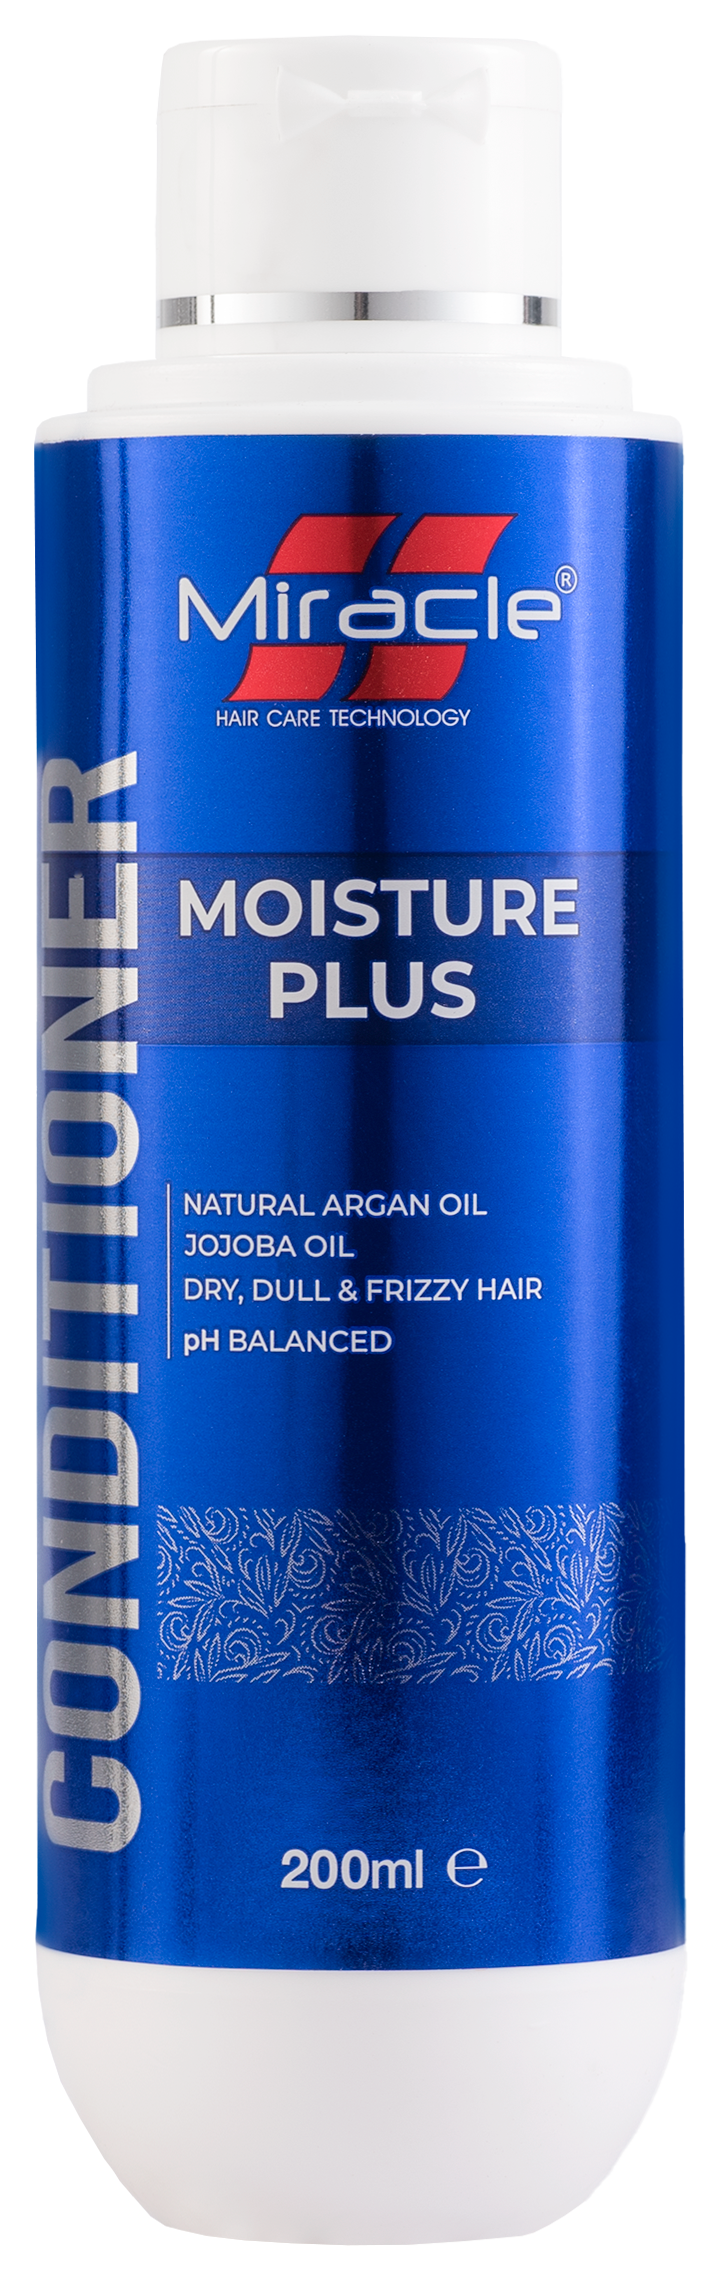 Miracle®
HAIR CARE TECHNOLOGY
CONDITIONER
MOISTURE
PLUS
NATURAL ARGAN OIL
JOJOBA OIL
DRY, DULL & FRIZZY HAIR
pH BALANCED
200ml ℮